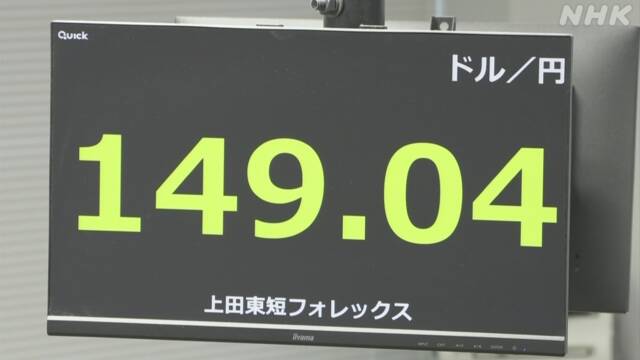 NHK
Quick
ドル／円
149.04
上田東短フォレックス
iiyama